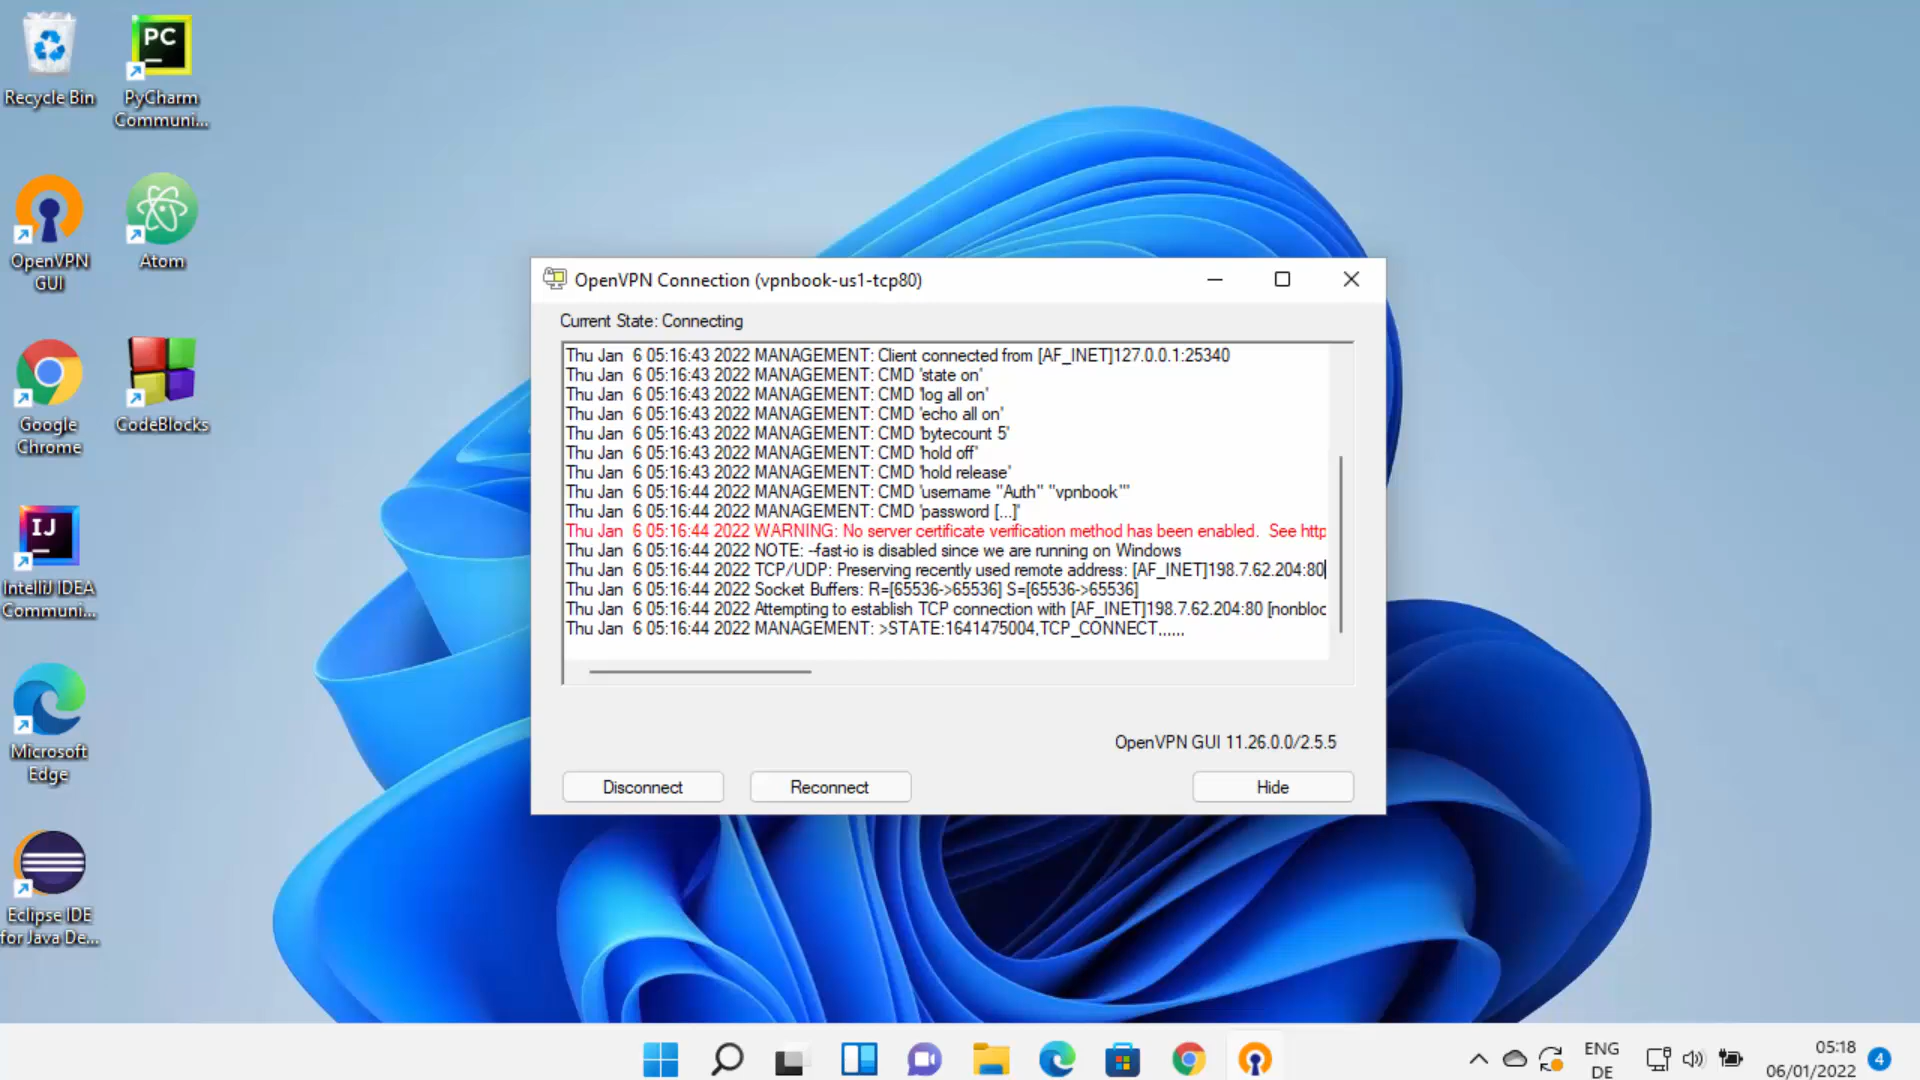 Recycle Bin
PC
PyCharm
Communi...
OpenVPN
GUI
Atom
Google
Chrome
CodeBlocks
IJ
IntelliJ IDEA
Communi...
Microsoft
Edge
Eclipse IDE
for Java De...
OpenVPN Connection (vpnbook-us1-tcp80)
Current State: Connecting
Thu Jan  6 05:16:43 2022 MANAGEMENT: Client connected from [AF_INET]127.0.0.1:25340
Thu Jan  6 05:16:43 2022 MANAGEMENT: CMD 'state on'
Thu Jan  6 05:16:43 2022 MANAGEMENT: CMD 'log all on'
Thu Jan  6 05:16:43 2022 MANAGEMENT: CMD 'echo all on'
Thu Jan  6 05:16:43 2022 MANAGEMENT: CMD 'bytecount 5'
Thu Jan  6 05:16:43 2022 MANAGEMENT: CMD 'hold off'
Thu Jan  6 05:16:43 2022 MANAGEMENT: CMD 'hold release'
Thu Jan  6 05:16:44 2022 MANAGEMENT: CMD 'username "Auth" "vpnbook"'
Thu Jan  6 05:16:44 2022 MANAGEMENT: CMD 'password [...]'
Thu Jan  6 05:16:44 2022 WARNING: No server certificate verification method has been enabled.  See http
Thu Jan  6 05:16:44 2022 NOTE: --fast-io is disabled since we are running on Windows
Thu Jan  6 05:16:44 2022 TCP/UDP: Preserving recently used remote address: [AF_INET]198.7.62.204:80
Thu Jan  6 05:16:44 2022 Socket Buffers: R=[65536->65536] S=[65536->65536]
Thu Jan  6 05:16:44 2022 Attempting to establish TCP connection with [AF_INET]198.7.62.204:80 [nonbloc
Thu Jan  6 05:16:44 2022 MANAGEMENT: >STATE:1641475004,TCP_CONNECT,,,,,,
OpenVPN GUI 11.26.0.0/2.5.5
Disconnect
Reconnect
Hide
ENG
DE
05:18
06/01/2022
4